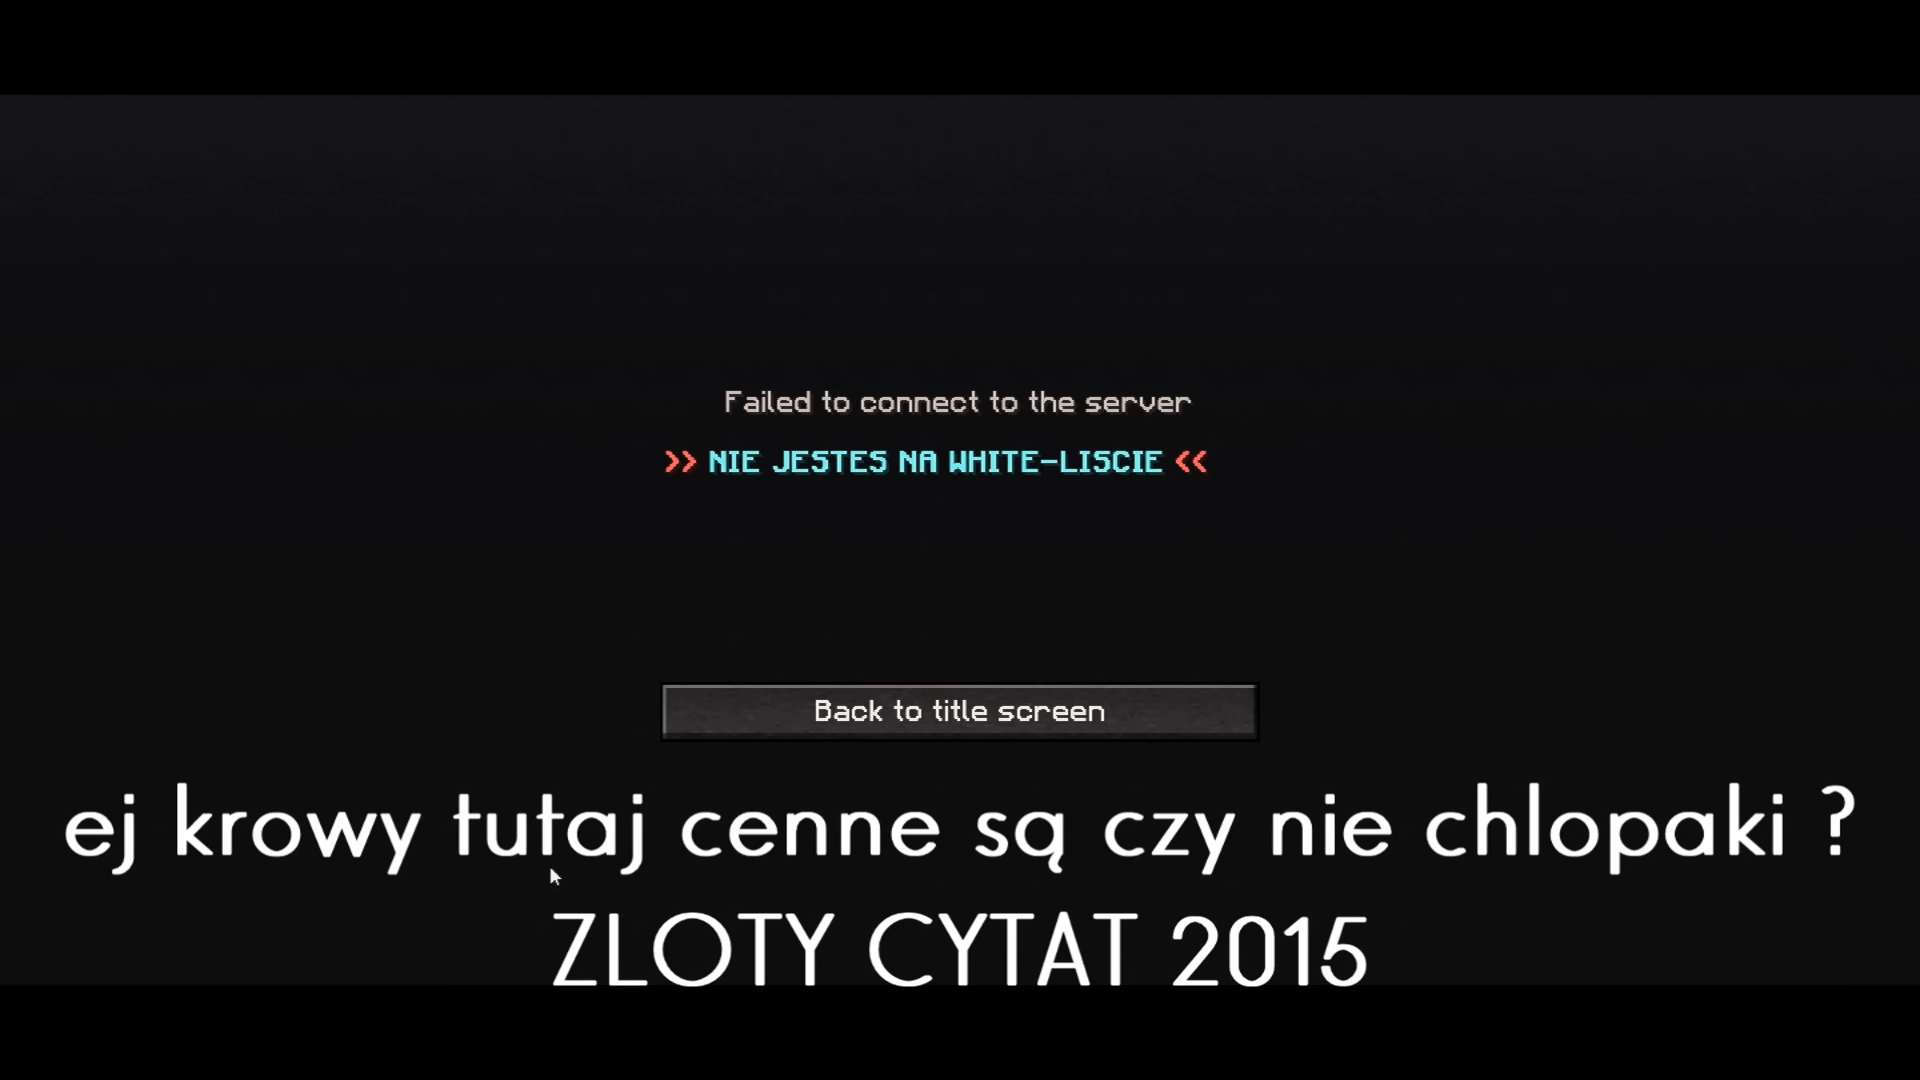 Failed to connect to the server
>> NIE JESTES NA WHITE-LISCIE <<
Back to title screen
ej krowy tutaj cenne są czy nie chlopaki ?
ZLOTY CYTAT 2015